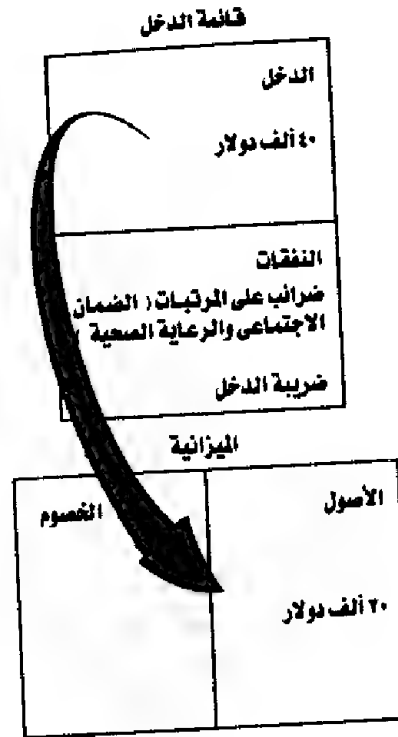 قائمة الدخل
الدخل
٤٠ ألف دولار
النفقات
ضرائب على المرتبات ( الضمان
الاجتماعى والرعاية الصحية )
ضريبة الدخل
الميزانية
الأصول
الخصوم
٢٠ ألف دولار